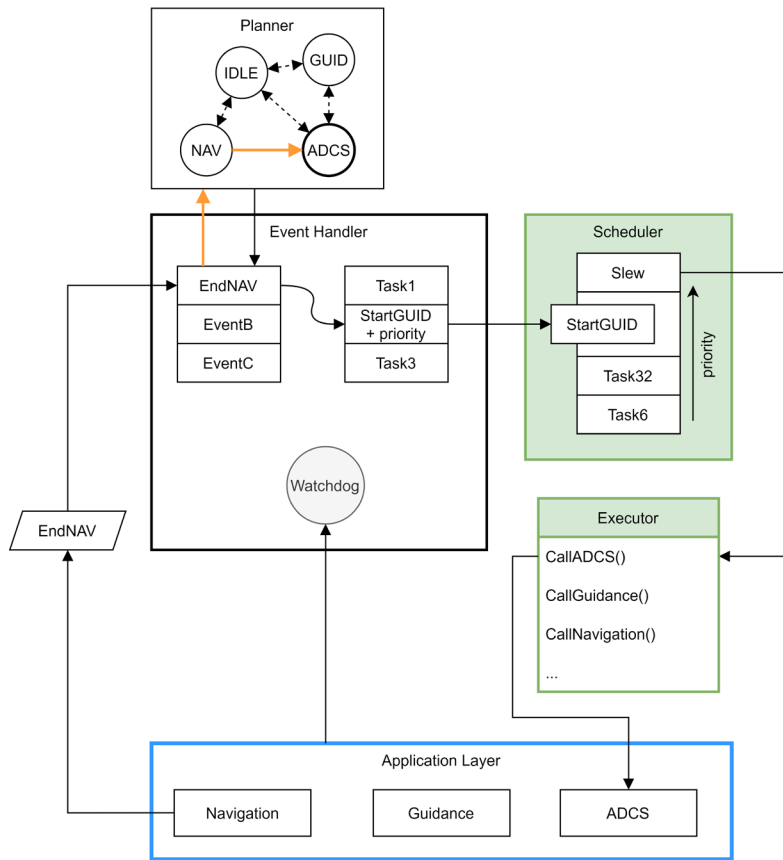 Planner
GUID
IDLE
NAV
ADCS
Event Handler
EndNAV
EventB
EventC
Task1
StartGUID
+ priority
Task3
Watchdog
Scheduler
Slew
StartGUID
Task32
Task6
priority
EndNAV
Executor
CallADCS()
CallGuidance()
CallNavigation()
...
Application Layer
Navigation
Guidance
ADCS